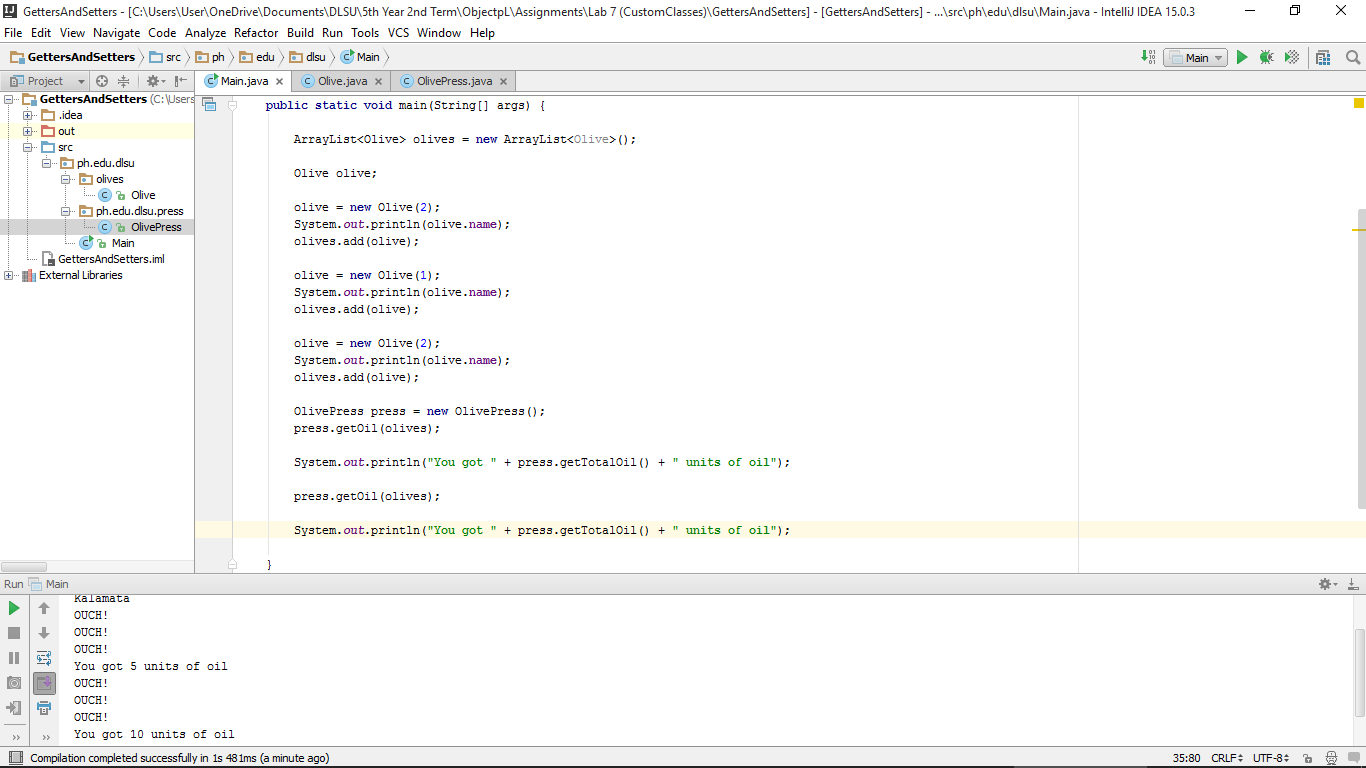 GettersAndSetters - [C:\Users\User\OneDrive\Documents\DLSU\5th Year 2nd Term\ObjectpL\Assignments\Lab 7 (CustomClasses)\GettersAndSetters] - [GettersAndSetters] - ...\src\ph\edu\dlsu\Main.java - IntelliJ IDEA 15.0.3
File Edit View Navigate Code Analyze Refactor Build Run Tools VCS Window Help
GettersAndSetters src ph edu dlsu Main Main
Project
Main.java Olive.java OlivePress.java
GettersAndSetters (C:\Users
.idea
out
src
ph.edu.dlsu
olives
Olive
ph.edu.dlsu.press
OlivePress
Main
GettersAndSetters.iml
External Libraries
public static void main(String[] args) {
ArrayList<Olive> olives = new ArrayList<Olive>();
Olive olive;
olive = new Olive(2);
System.out.println(olive.name);
olives.add(olive);
olive = new Olive(1);
System.out.println(olive.name);
olives.add(olive);
olive = new Olive(2);
System.out.println(olive.name);
olives.add(olive);
OlivePress press = new OlivePress();
press.getOil(olives);
System.out.println("You got " + press.getTotalOil() + " units of oil");
press.getOil(olives);
System.out.println("You got " + press.getTotalOil() + " units of oil");
}
Run Main
Kalamata
OUCH!
OUCH!
OUCH!
You got 5 units of oil
OUCH!
OUCH!
OUCH!
You got 10 units of oil
Compilation completed successfully in 1s 481ms (a minute ago) 35:80 CRLF UTF-8